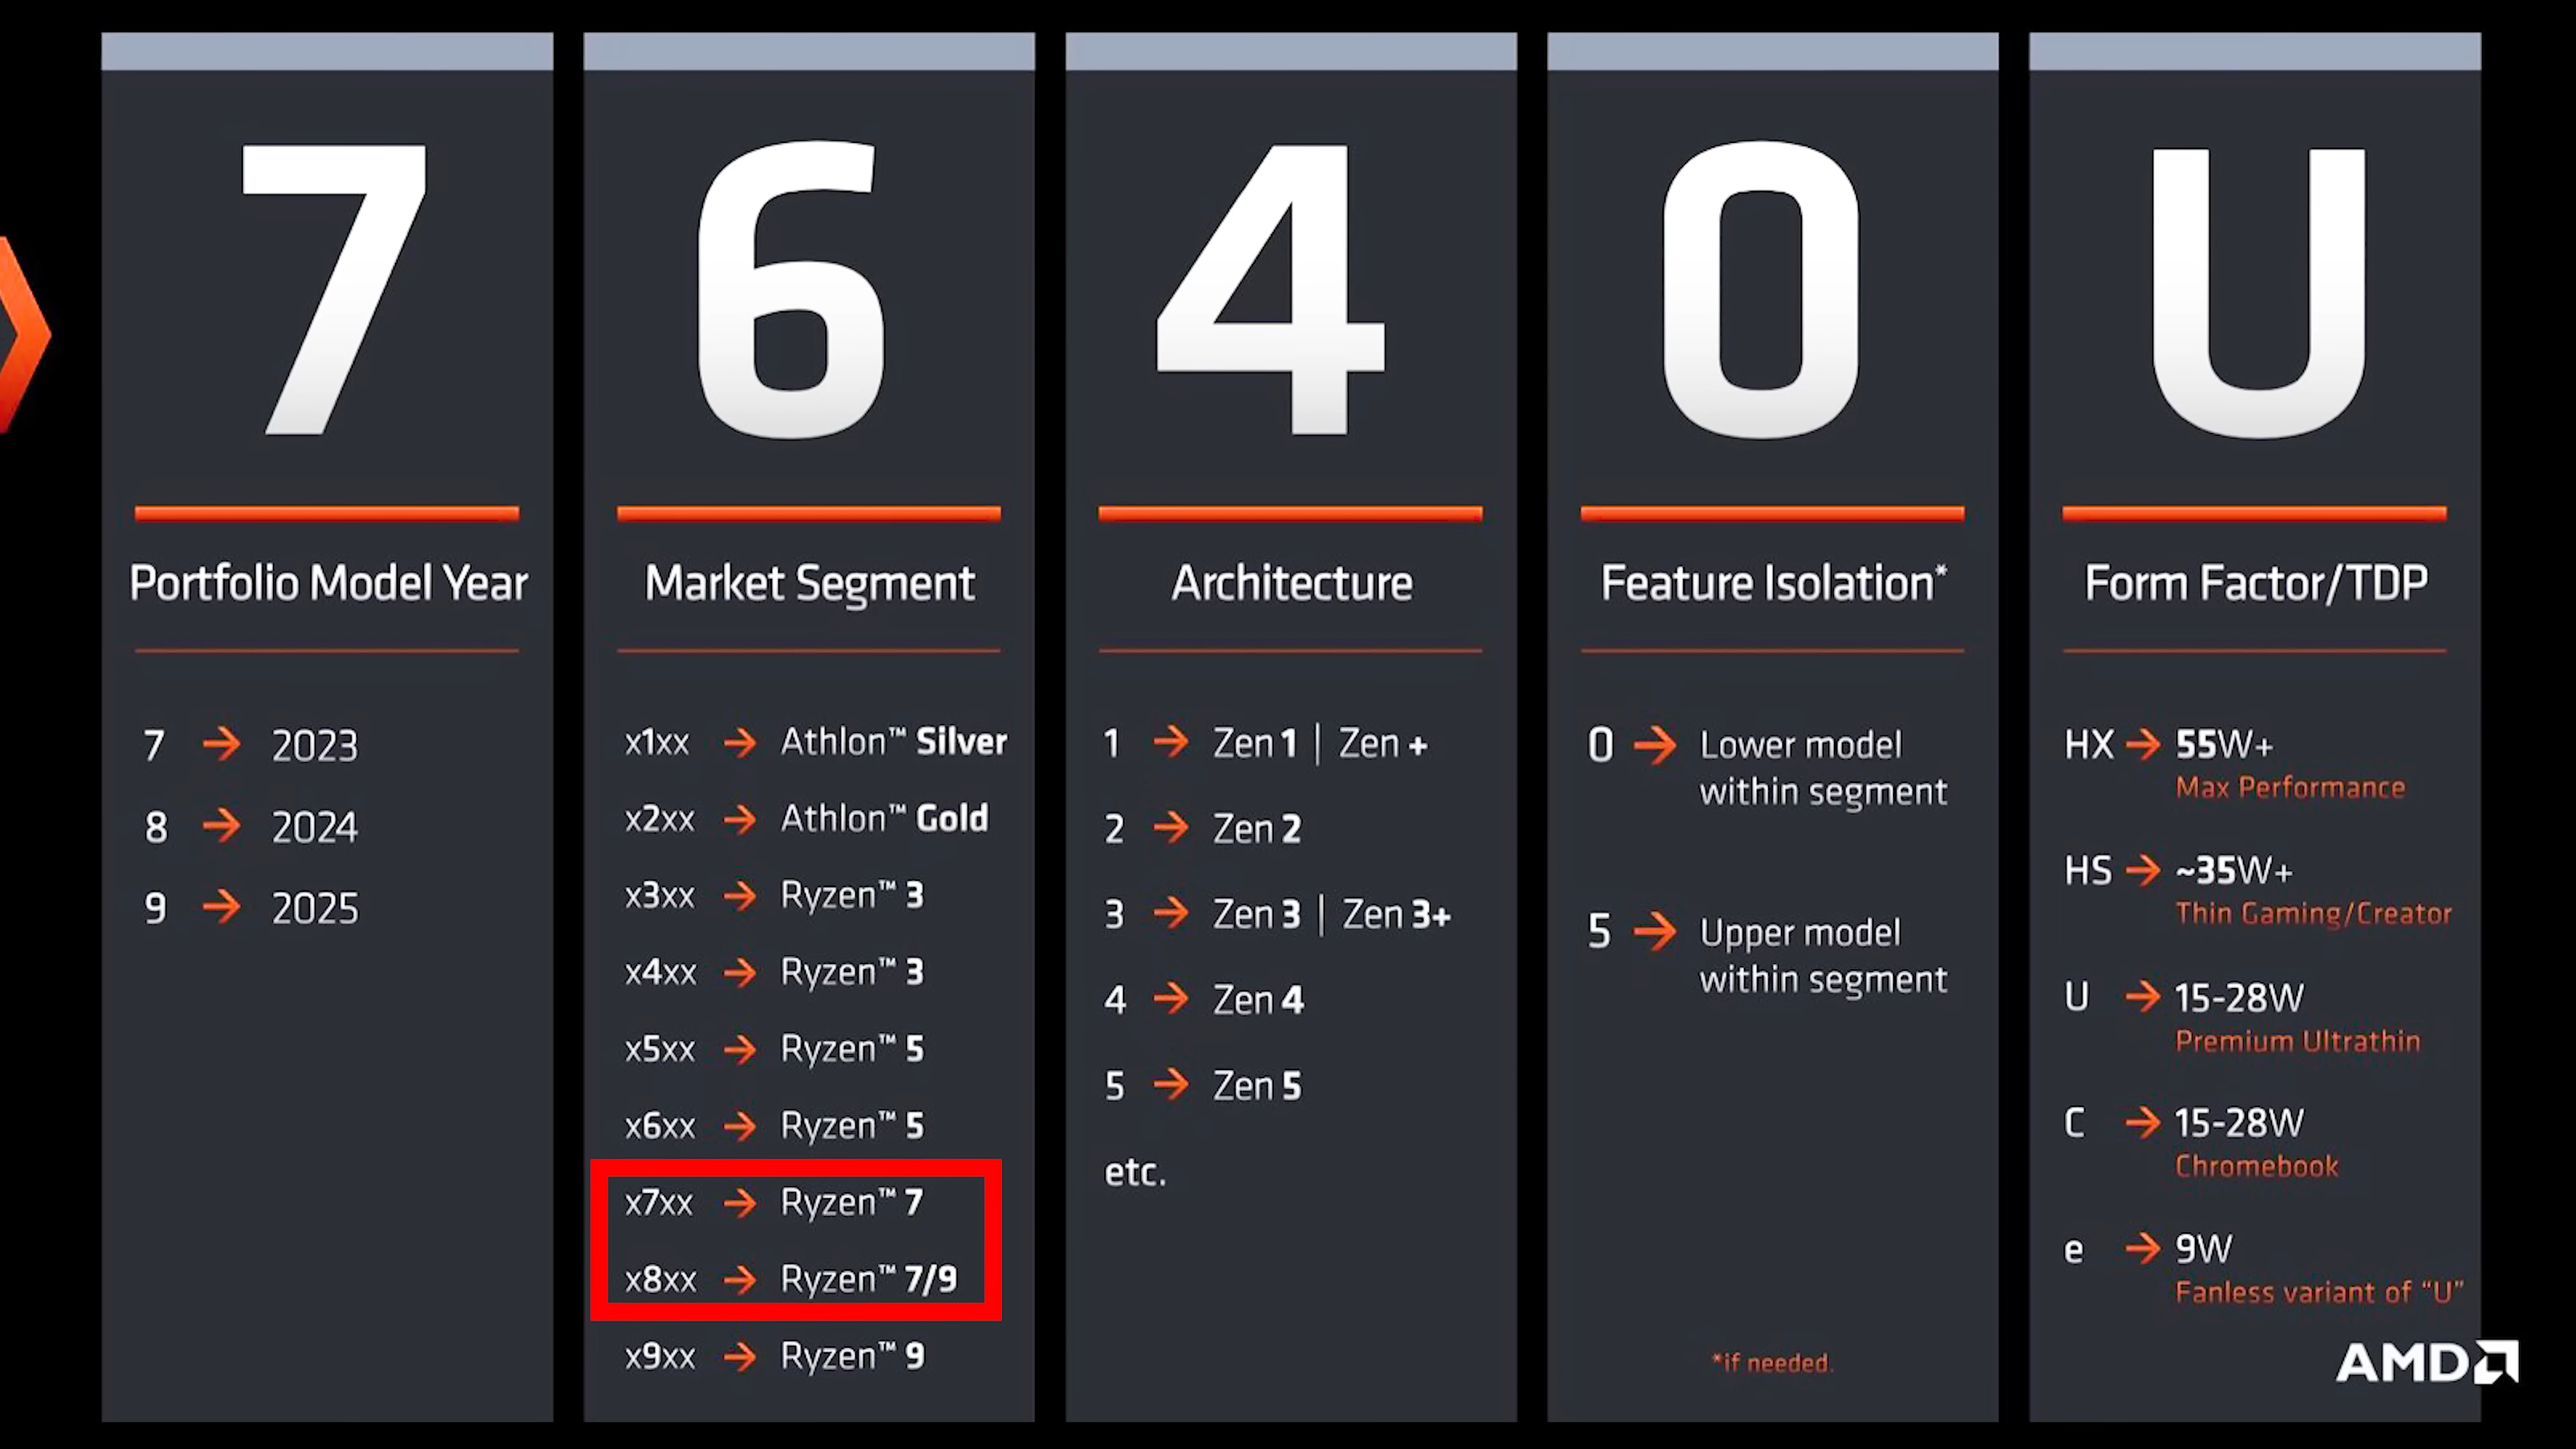 7
Portfolio Model Year
7 → 2023
8 → 2024
9 → 2025
6
Market Segment
x1xx → Athlon™ Silver
x2xx → Athlon™ Gold
x3xx → Ryzen™ 3
x4xx → Ryzen™ 3
x5xx → Ryzen™ 5
x6xx → Ryzen™ 5
x7xx → Ryzen™ 7
x8xx → Ryzen™ 7/9
x9xx → Ryzen™ 9
4
Architecture
1 → Zen 1 | Zen +
2 → Zen 2
3 → Zen 3 | Zen 3+
4 → Zen 4
5 → Zen 5
etc.
0
Feature Isolation*
0 → Lower model
within segment
5 → Upper model
within segment
*if needed.
U
Form Factor/TDP
HX → 55W+
Max Performance
HS → ~35W+
Thin Gaming/Creator
U → 15-28W
Premium Ultrathin
C → 15-28W
Chromebook
e → 9W
Fanless variant of “U”
AMD